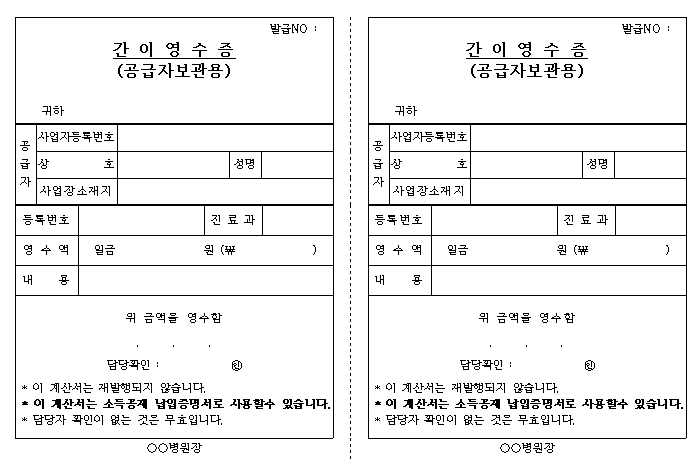 발급NO :
간 이 영 수 증
(공급자보관용)
귀하
공급자
사업자등록번호
상 호 성명
사업장소재지
등록번호 진 료 과
영 수 액 일금 원 (₩ )
내 용
위 금액을 영수함
. . .
담당확인 : ㊞
* 이 계산서는 재발행되지 않습니다.
* 이 계산서는 소득공제 납입증명서로 사용할수 있습니다.
* 담당자 확인이 없는 것은 무효입니다.
○○병원장
발급NO :
간 이 영 수 증
(공급자보관용)
귀하
공급자
사업자등록번호
상 호 성명
사업장소재지
등록번호 진 료 과
영 수 액 일금 원 (₩ )
내 용
위 금액을 영수함
. . .
담당확인 : ㊞
* 이 계산서는 재발행되지 않습니다.
* 이 계산서는 소득공제 납입증명서로 사용할수 있습니다.
* 담당자 확인이 없는 것은 무효입니다.
○○병원장